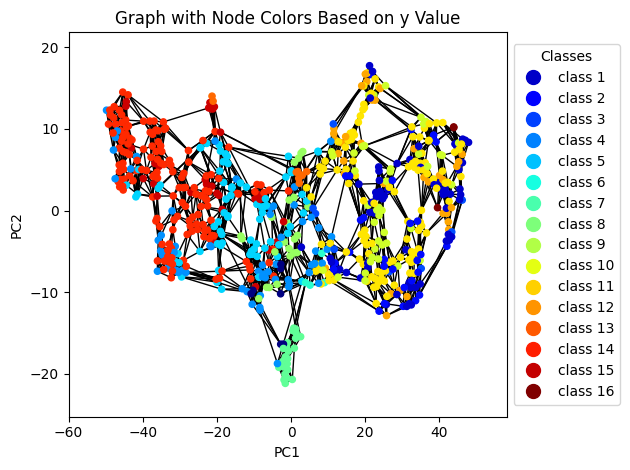 Graph with Node Colors Based on y Value
PC2
20
10
0
−10
−20
−60
−40
−20
0
20
40
PC1
Classes
class 1
class 2
class 3
class 4
class 5
class 6
class 7
class 8
class 9
class 10
class 11
class 12
class 13
class 14
class 15
class 16